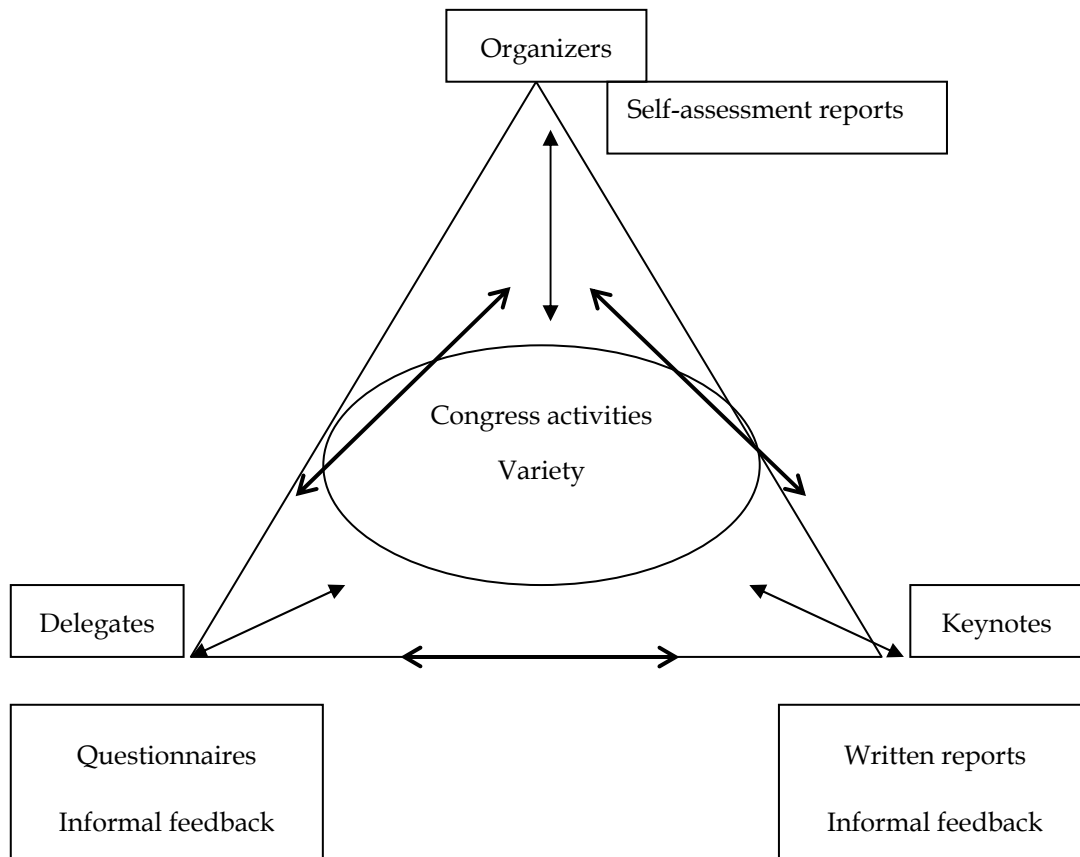 Organizers
Self-assessment reports
Congress activities
Variety
Delegates
Keynotes
Questionnaires
Informal feedback
Written reports
Informal feedback